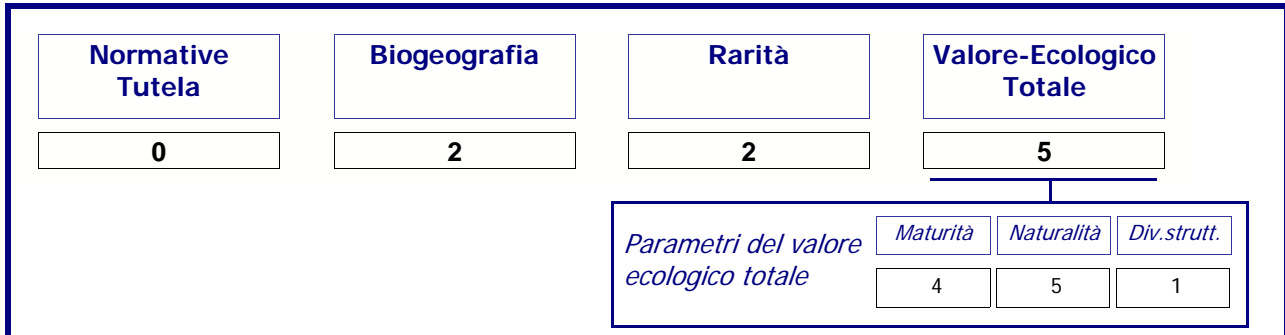 Normative
Tutela
Biogeografia
Rarità
Valore-Ecologico
Totale
0
2
2
5
Parametri del valore
ecologico totale
Maturità
Naturalità
Div.strutt.
4
5
1